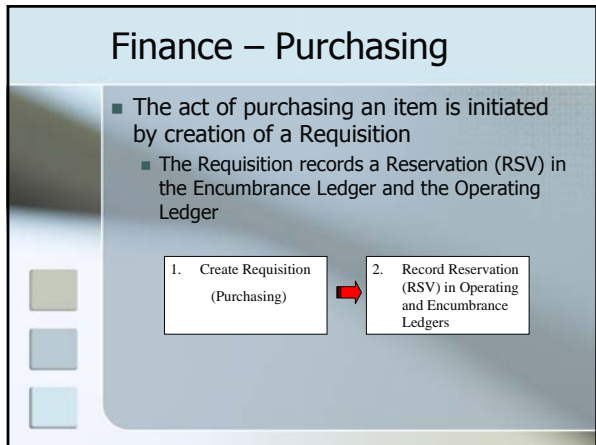 Finance – Purchasing
■ The act of purchasing an item is initiated
by creation of a Requisition
■ The Requisition records a Reservation (RSV) in
the Encumbrance Ledger and the Operating
Ledger
1. Create Requisition
(Purchasing)
2. Record Reservation
(RSV) in Operating
and Encumbrance
Ledgers